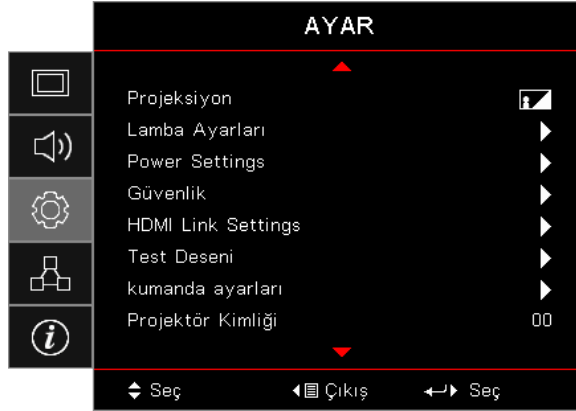 AYAR
Projeksiyon
Lamba Ayarları
Power Settings
Güvenlik
HDMI Link Settings
Test Deseni
kumanda ayarları
Projektör Kimliği 00
Seç Çıkış Seç